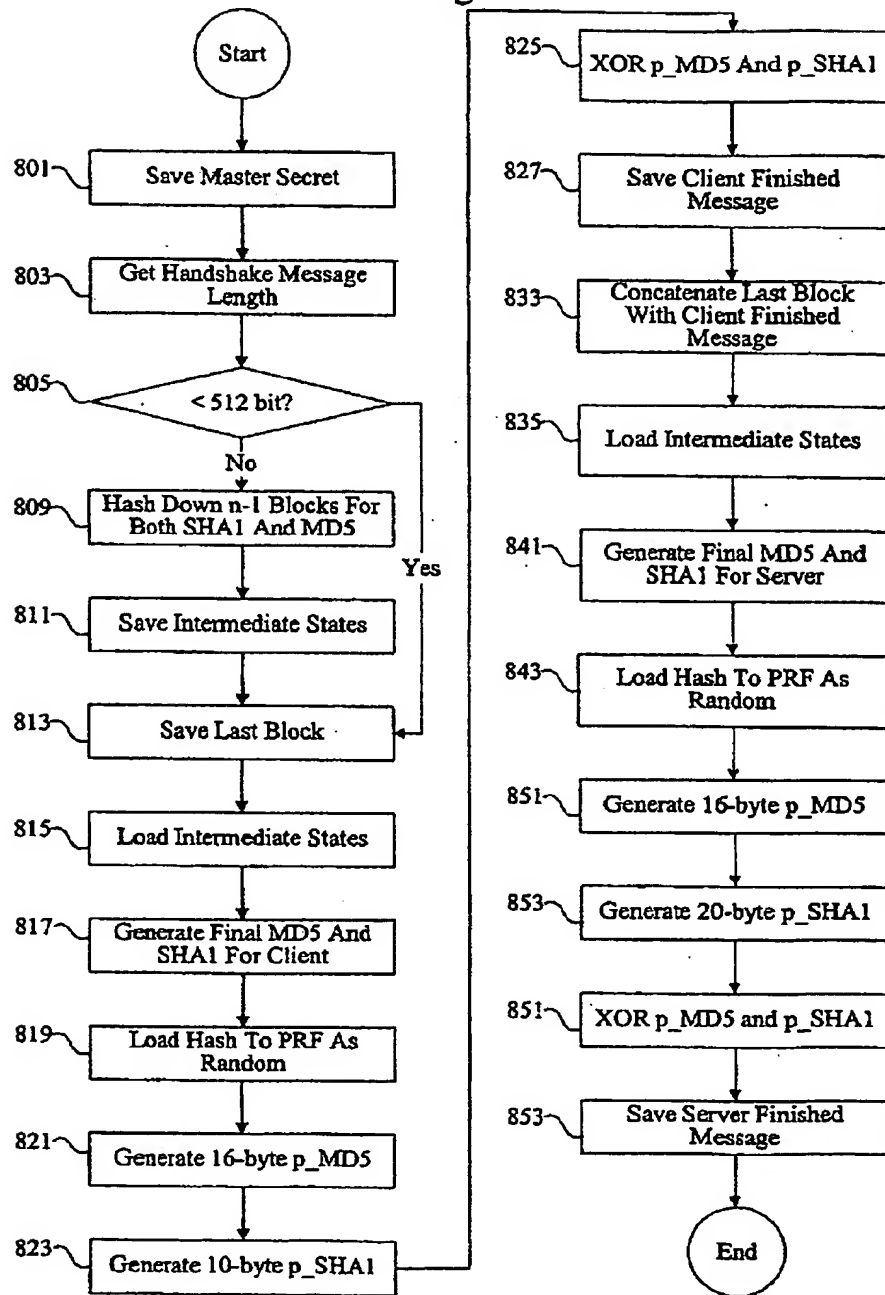 Start
801
Save Master Secret
803
Get Handshake Message
Length
805
< 512 bit?
No
Yes
809
Hash Down n-1 Blocks For
Both SHA1 And MD5
811
Save Intermediate States
813
Save Last Block
815
Load Intermediate States
817
Generate Final MD5 And
SHA1 For Client
819
Load Hash To PRF As
Random
821
Generate 16-byte p_MD5
823
Generate 10-byte p_SHA1
825
XOR p_MD5 And p_SHA1
827
Save Client Finished
Message
833
Concatenate Last Block
With Client Finished
Message
835
Load Intermediate States
841
Generate Final MD5 And
SHA1 For Server
843
Load Hash To PRF As
Random
851
Generate 16-byte p_MD5
853
Generate 20-byte p_SHA1
851
XOR p_MD5 and p_SHA1
853
Save Server Finished
Message
End